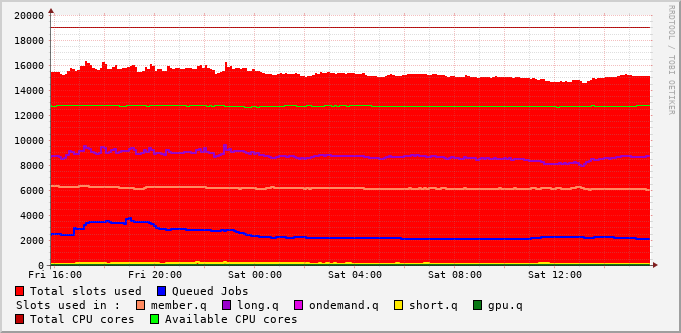 20000
18000
16000
14000
12000
10000
8000
6000
4000
2000
0
Fri 16:00 Fri 20:00 Sat 00:00 Sat 04:00 Sat 08:00 Sat 12:00
Total slots used Queued Jobs
Slots used in : member.q long.q ondemand.q short.q gpu.q
Total CPU cores Available CPU cores
RRDTOOL / TOBI OETIKER